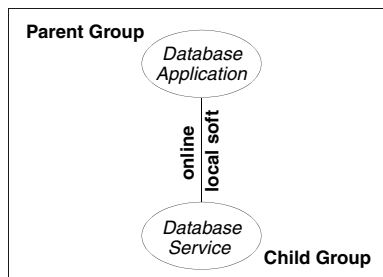 Parent Group
Database
Application
online
local soft
Database
Service
Child Group